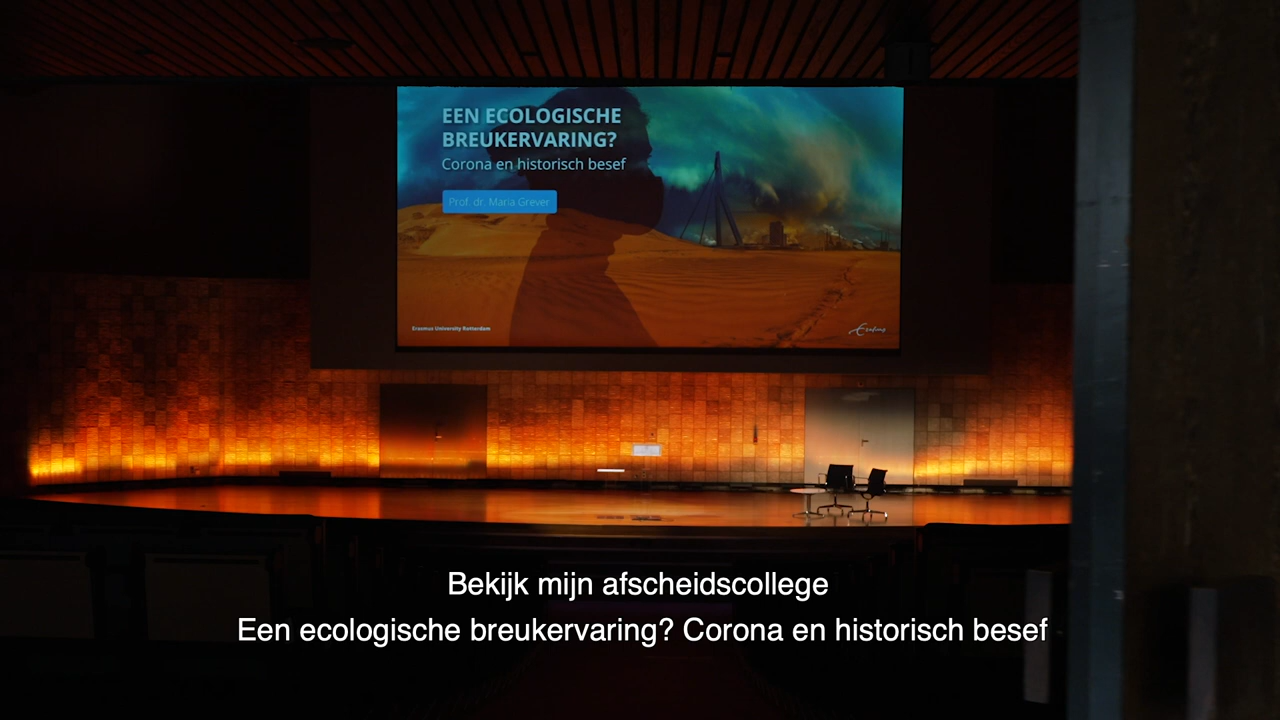 EEN ECOLOGISCHE
BREUKERVARING?
Corona en historisch besef
Prof. dr. Maria Grever
Erasmus University Rotterdam
Erasmus
Bekijk mijn afscheidscollege
Een ecologische breukervaring? Corona en historisch besef